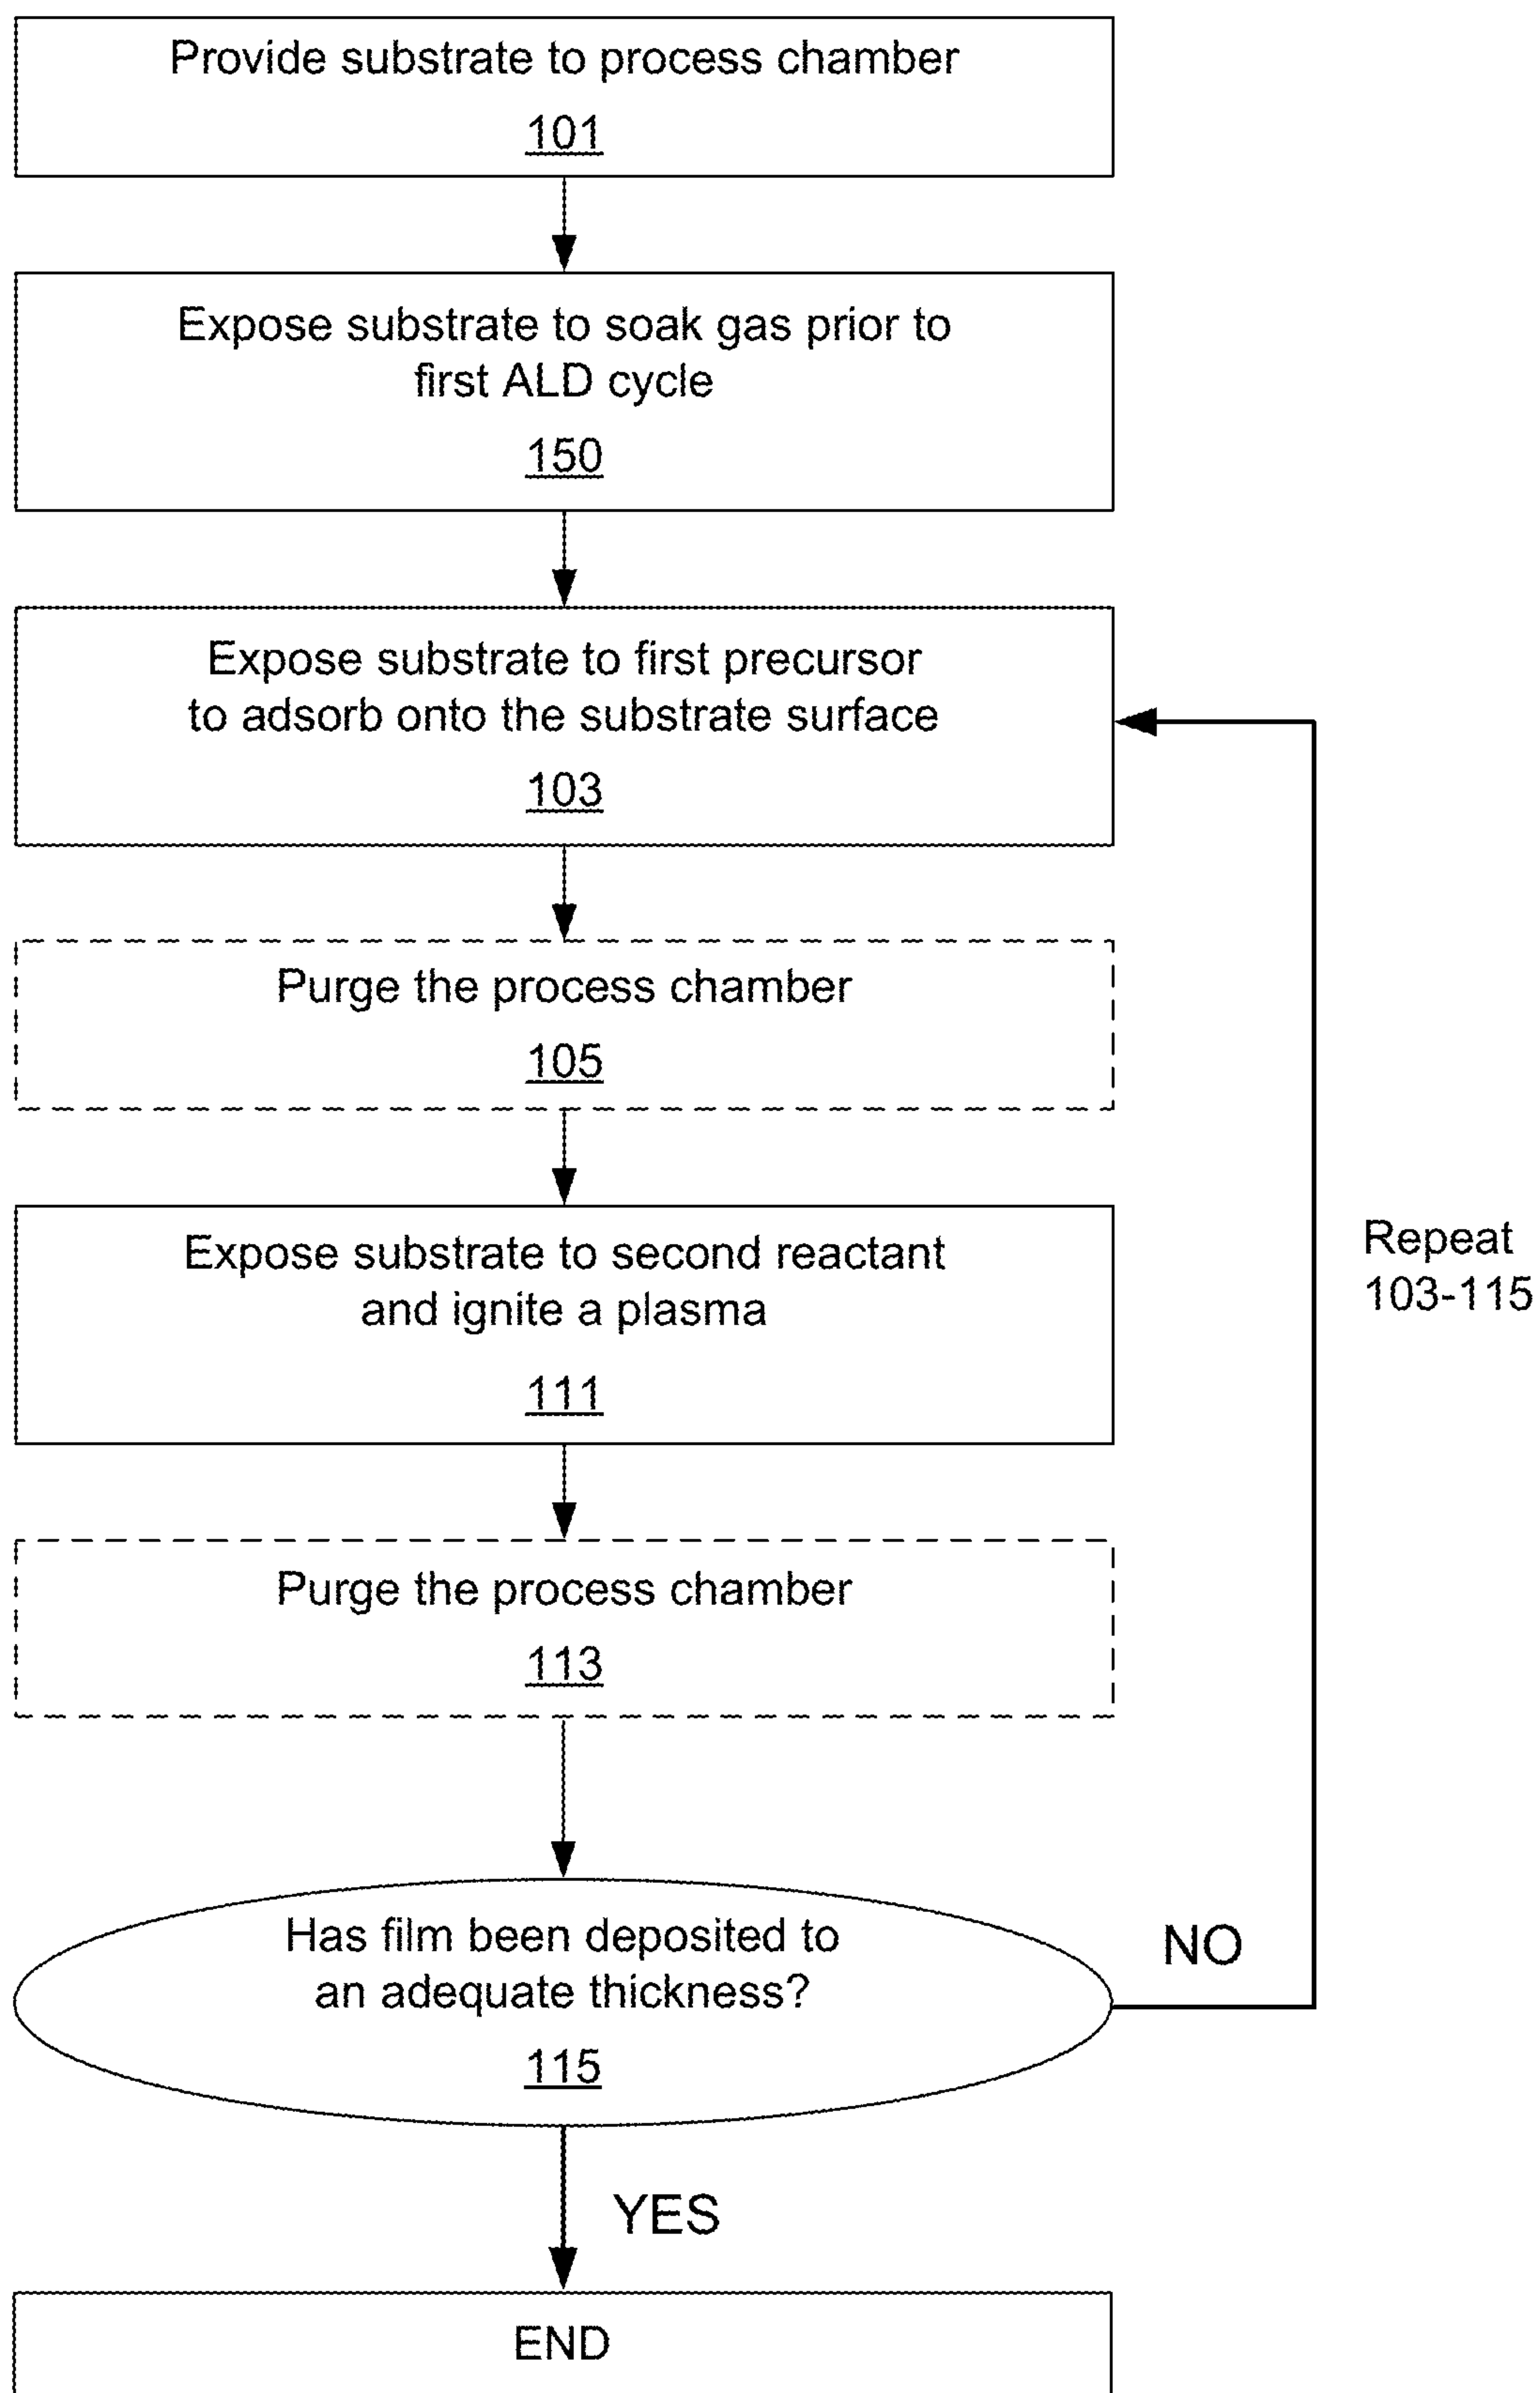 Provide substrate to process chamber
101
Expose substrate to soak gas prior to
first ALD cycle
150
Expose substrate to first precursor
to adsorb onto the substrate surface
103
Purge the process chamber
105
Expose substrate to second reactant
and ignite a plasma
111
Repeat
103-115
Purge the process chamber
113
Has film been deposited to
an adequate thickness?
115
NO
YES
END